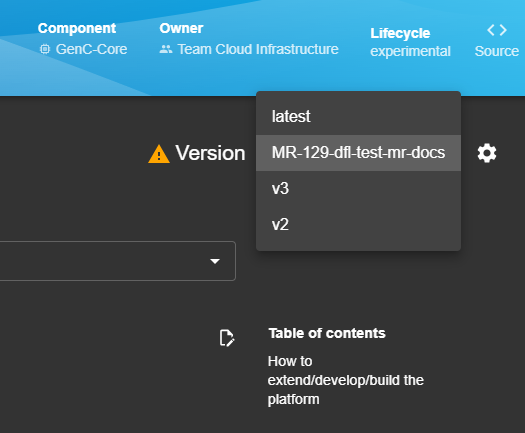 Component
GenC-Core
Owner
Team Cloud Infrastructure
Lifecycle
experimental
Source
Version
latest
MR-129-dfl-test-mr-docs
v3
v2
Table of contents
How to
extend/develop/build the
platform